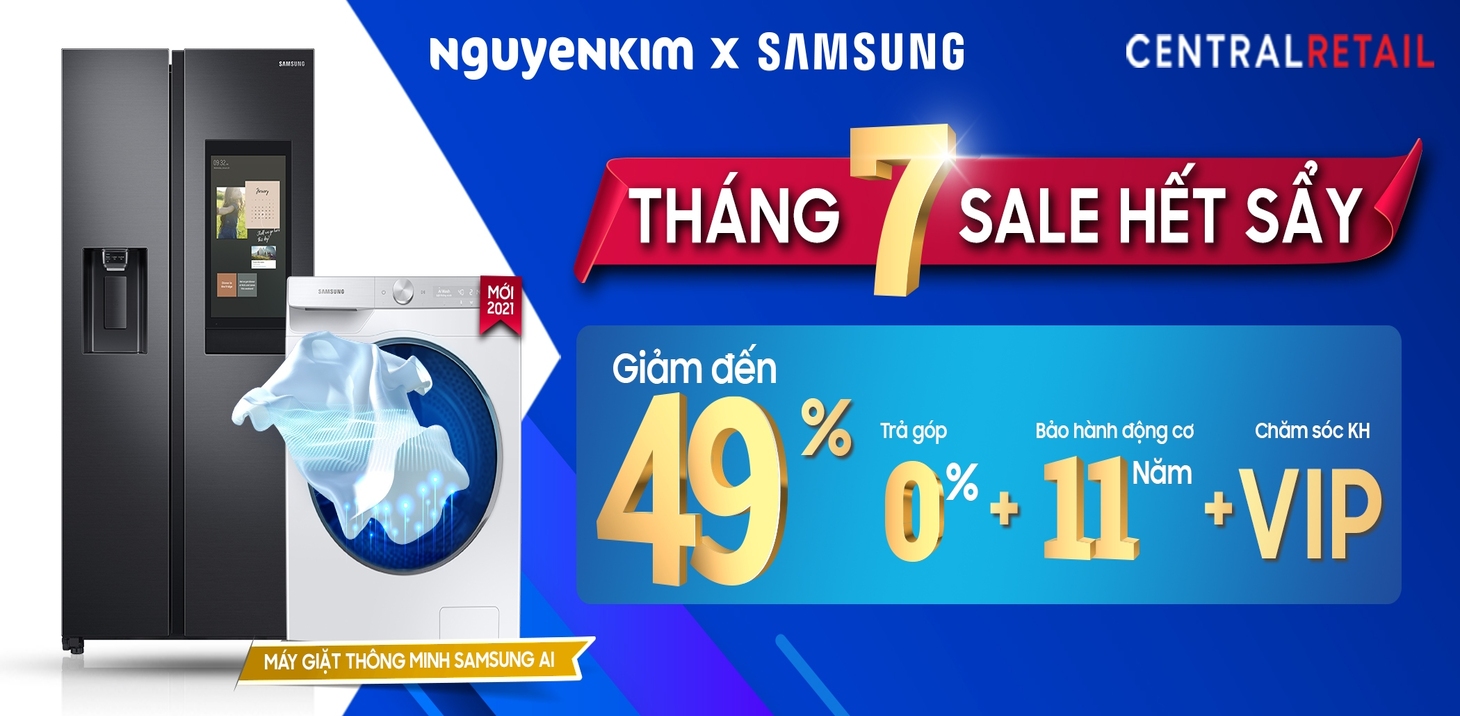 NGUYENKIM X SAMSUNG
CENTRALRETAIL
THÁNG 7 SALE HẾT SẨY
Giảm đến
49%
Trả góp
0%
+
Bảo hành động cơ
11 Năm
+
Chăm sóc KH
VIP
SAMSUNG
SAMSUNG
MỚI
2021
MÁY GIẶT THÔNG MINH SAMSUNG AI